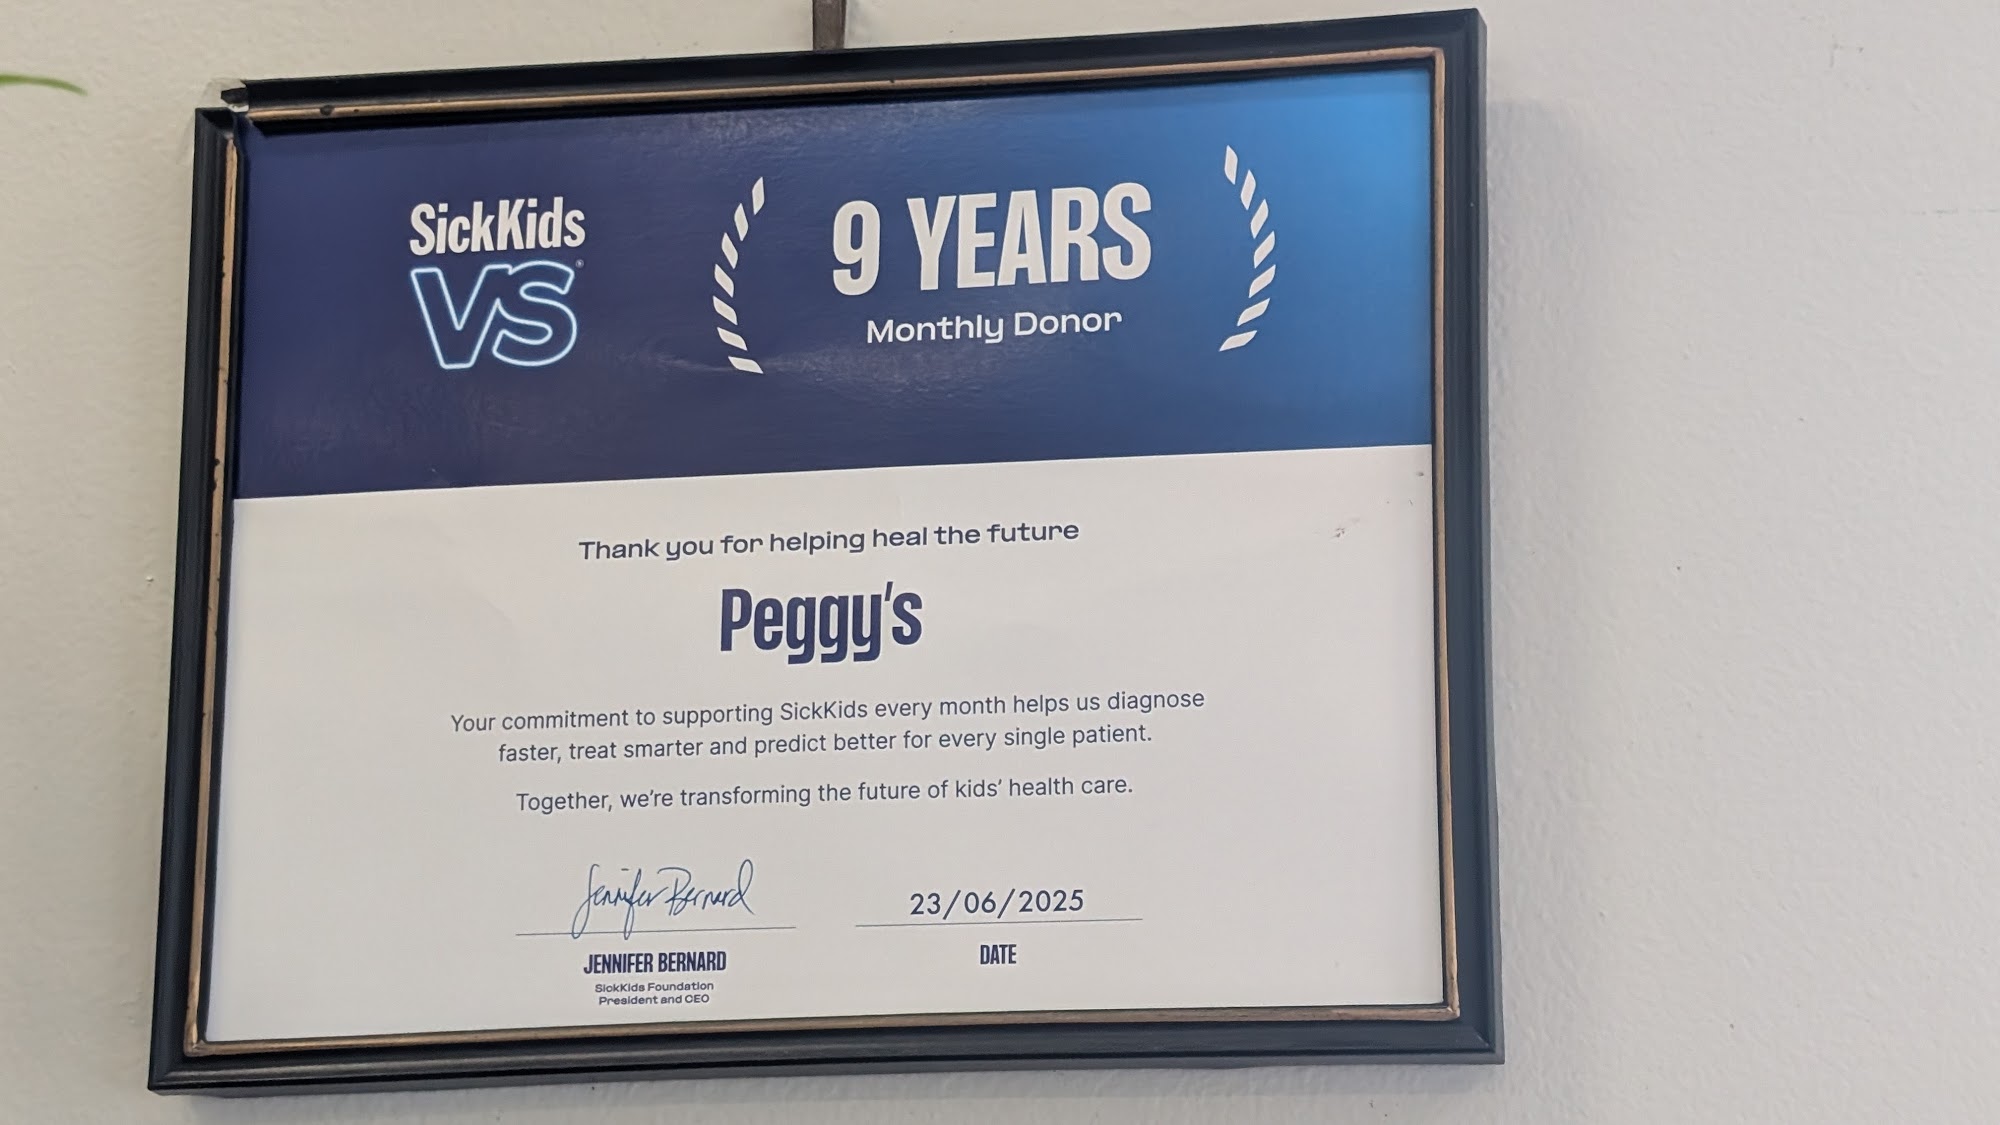 SickKids
VS
9 YEARS
Monthly Donor
Thank you for helping heal the future
Peggy's
Your commitment to supporting SickKids every month helps us diagnose
faster, treat smarter and predict better for every single patient.
Together, we're transforming the future of kids' health care.
Jennifer Bernard
JENNIFER BERNARD
SickKids Foundation
President and CEO
23/06/2025
DATE